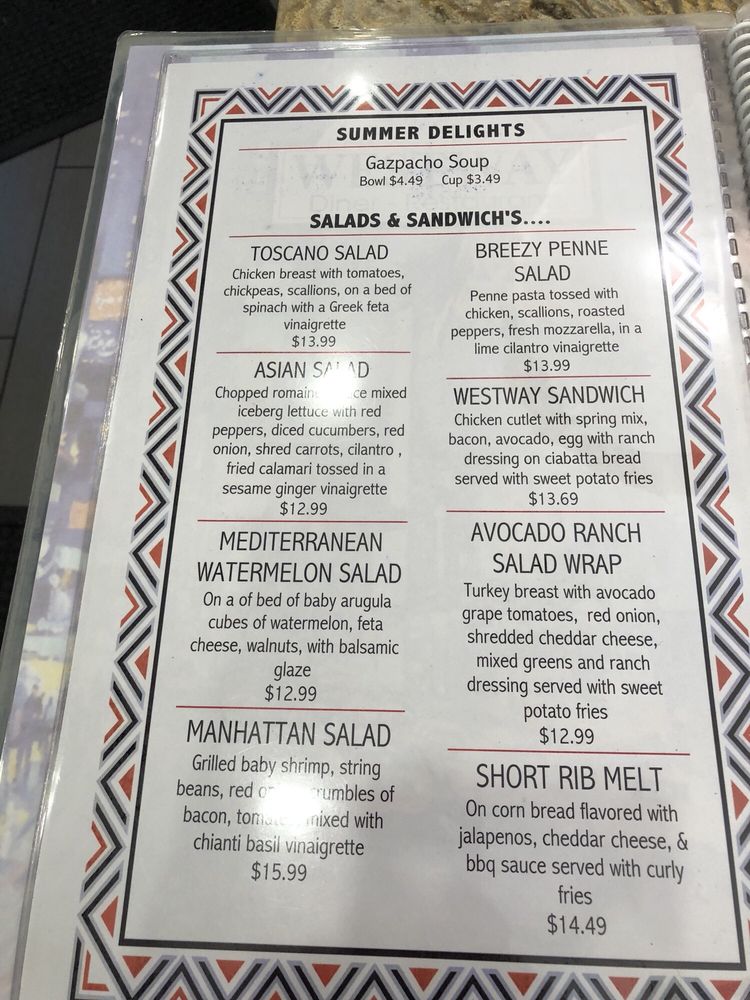 SUMMER DELIGHTS
Gazpacho Soup
Bowl $4.49 Cup $3.49
SALADS & SANDWICH'S....
TOSCANO SALAD
Chicken breast with tomatoes,
chickpeas, scallions, on a bed of
spinach with a Greek feta
vinaigrette
$13.99
ASIAN
Chopped mixed
iceberg lettuce with red
peppers, diced cucumbers, red
onion, shred carrots, cilantro ,
fried calamari tossed in a
sesame ginger vinaigrette
$12.99
MEDITERRANEAN
WATERMELON SALAD
On a of bed of baby arugula
cubes of watermelon, feta
cheese, walnuts, with balsamic
glaze
$12.99
MANHATTAN SALAD
Grilled baby shrimp, string
beans, red of
bacon, mixed with
chianti basil vinaigrette
$15.99
BREEZY PENNE
SALAD
Penne pasta tossed with
chicken, scallions, roasted
peppers, fresh mozzarella, in a
lime cilantro vinaigrette
$13.99
WESTWAY SANDWICH
Chicken cutlet with spring mix,
bacon, avocado, egg with ranch
dressing on ciabatta bread
served with sweet potato fries
$13.69
AVOCADO RANCH
SALAD WRAP
Turkey breast with avocado
grape tomatoes, red onion,
shredded cheddar cheese,
mixed greens and ranch
dressing served with sweet
potato fries
$12.99
SHORT RIB MELT
On corn bread flavored with
jalapenos, cheddar cheese, &
bbq sauce served with curly
fries
$14.49